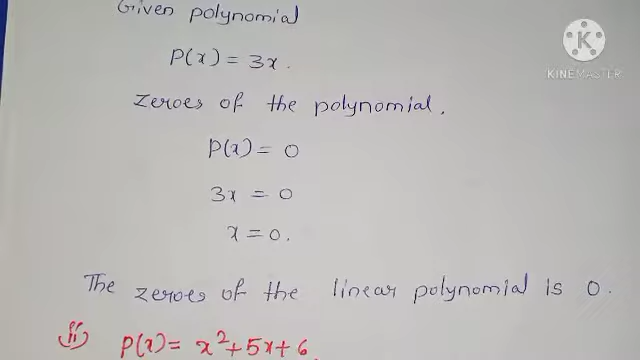 Given polynomial
P(x) = 3x.
Zeroes of the polynomial.
P(x) = 0
3x = 0
x = 0.
The zeroes of the linear polynomial is 0.
ii) P(x) = x²+5x+6.
K
KINEMASTER